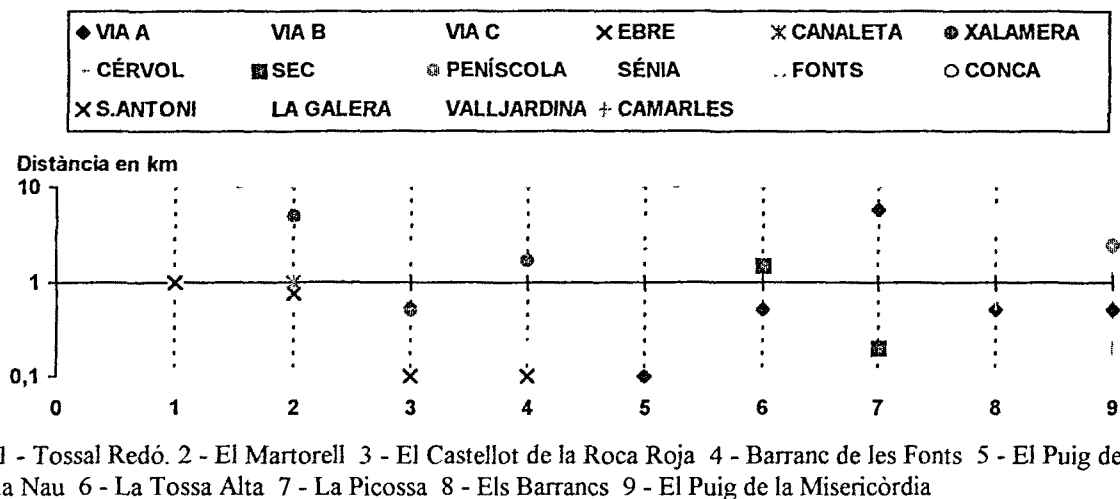 VIA A VIA B VIA C EBRE CANALETA XALAMERA
CÉRVOL SEC PENÍSCOLA SÉNIA FONTS CONCA
S.ANTONI LA GALERA VALLJARDINA CAMARLES
Distància en km
10
1
0,1
0 1 2 3 4 5 6 7 8 9
1 - Tossal Redó. 2 - El Martorell 3 - El Castellot de la Roca Roja 4 - Barranc de les Fonts 5 - El Puig de
la Nau 6 - La Tossa Alta 7 - La Picossa 8 - Els Barrancs 9 - El Puig de la Misericòrdia